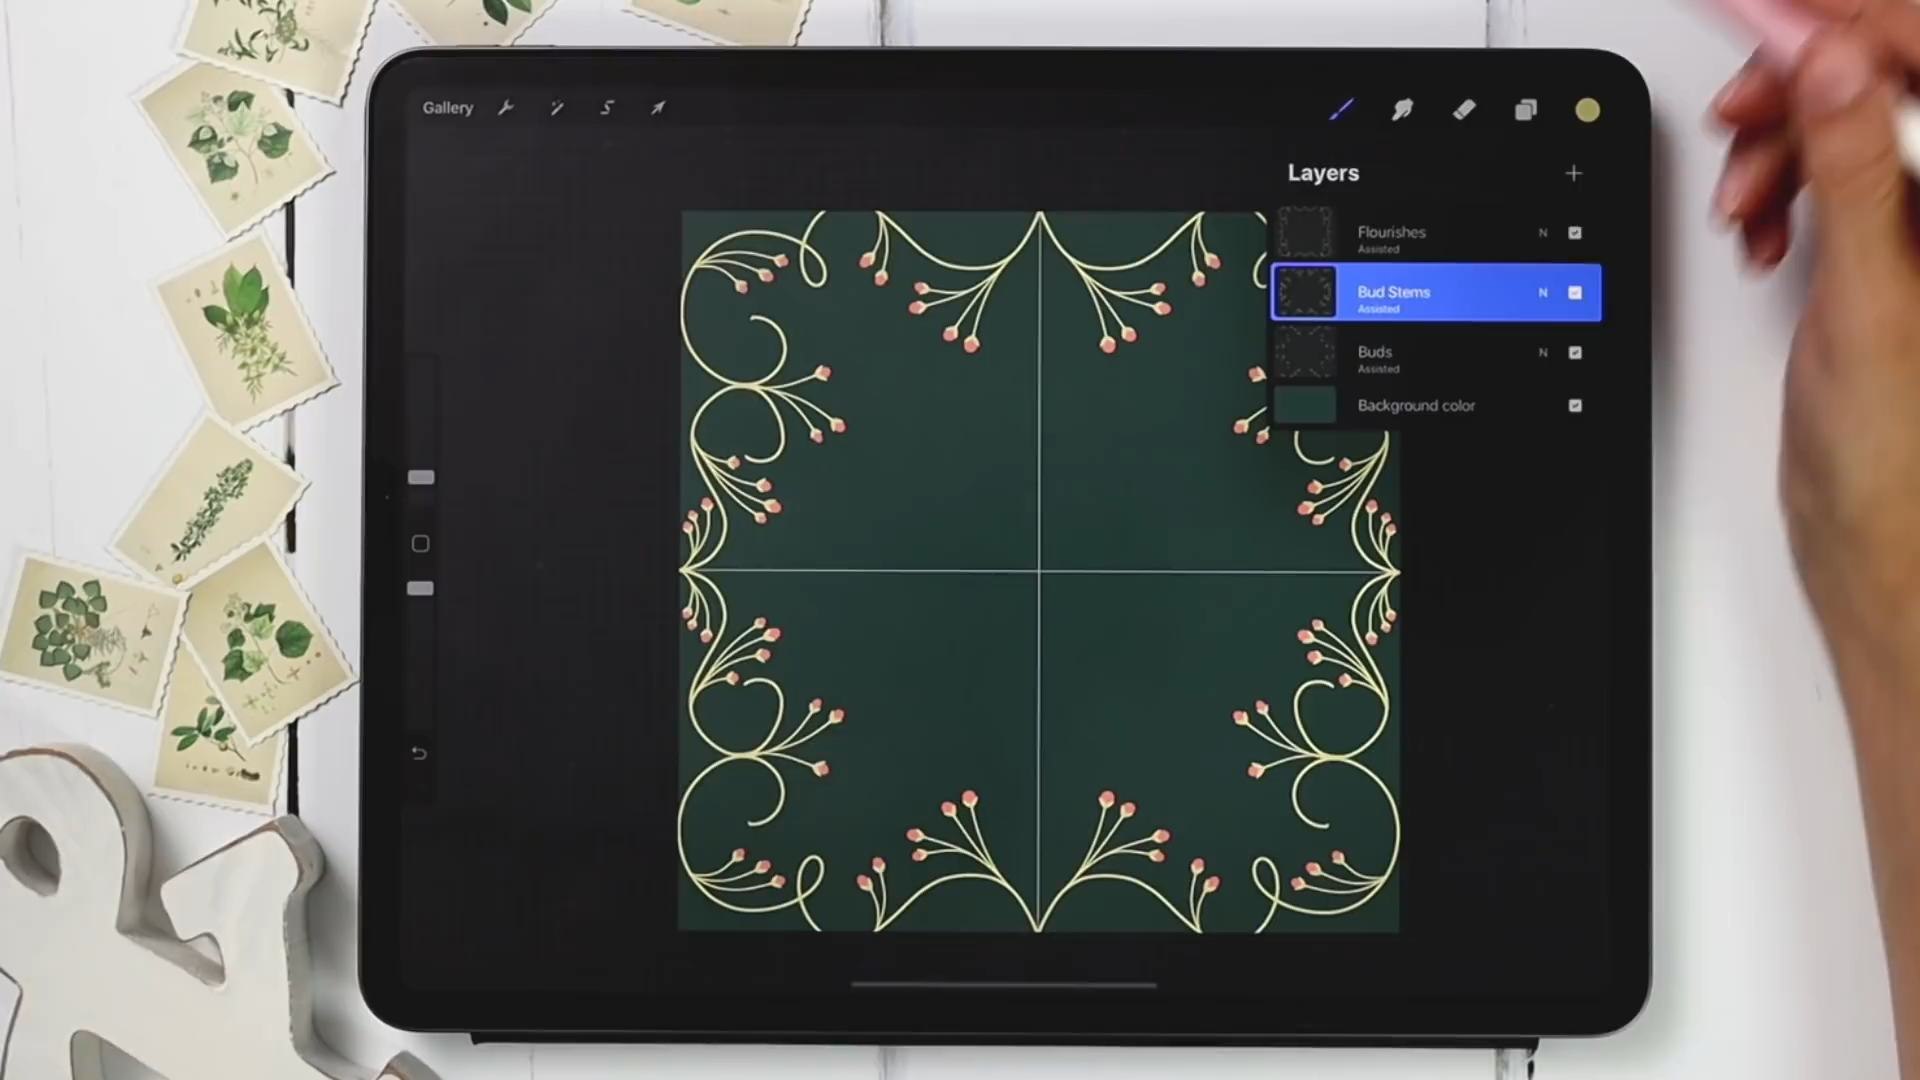 Gallery
Layers
Flourishes N
Assisted
Bud Stems N
Assisted
Buds N
Assisted
Background color